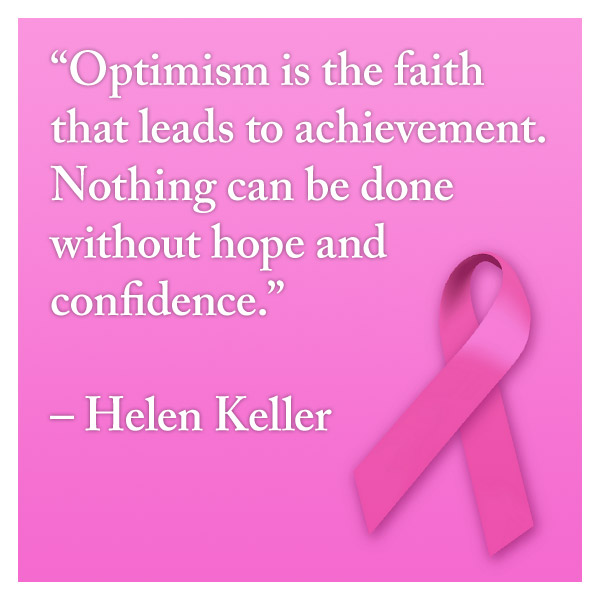 “Optimism is the faith
that leads to achievement.
Nothing can be done
without hope and
confidence.”
– Helen Keller